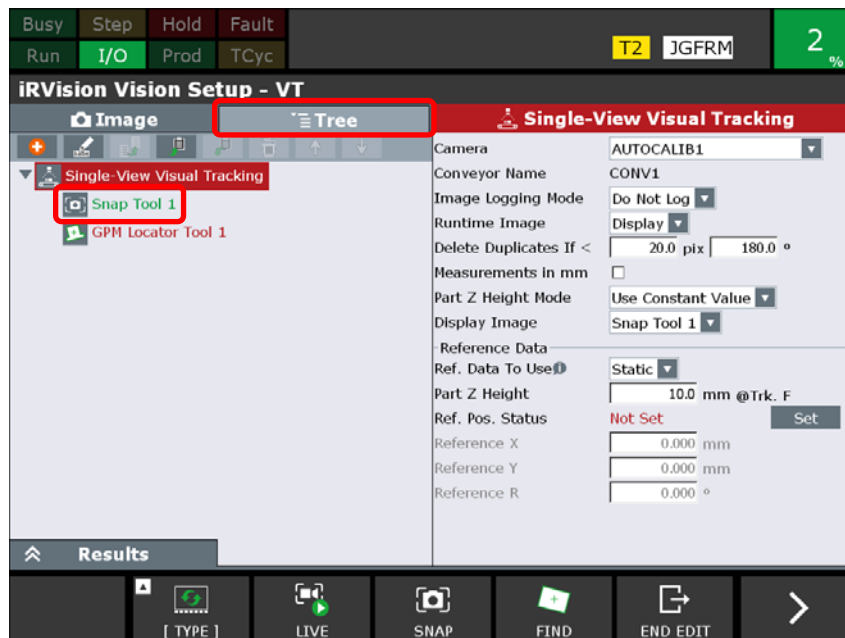 Busy Step Hold Fault
Run I/O Prod TCyc T2 JGFRM 2 %
iRVision Vision Setup - VT
Image Tree
Single-View Visual Tracking
Snap Tool 1
GPM Locator Tool 1
Results
Single-View Visual Tracking
Camera AUTOCALIB1
Conveyor Name CONV1
Image Logging Mode Do Not Log
Runtime Image Display
Delete Duplicates If < 20.0 pix 180.0 °
Measurements in mm
Part Z Height Mode Use Constant Value
Display Image Snap Tool 1
Reference Data
Ref. Data To Use Static
Part Z Height 10.0 mm @Trk. F
Ref. Pos. Status Not Set Set
Reference X 0.000 mm
Reference Y 0.000 mm
Reference R 0.000 °
[ TYPE ] LIVE SNAP FIND END EDIT